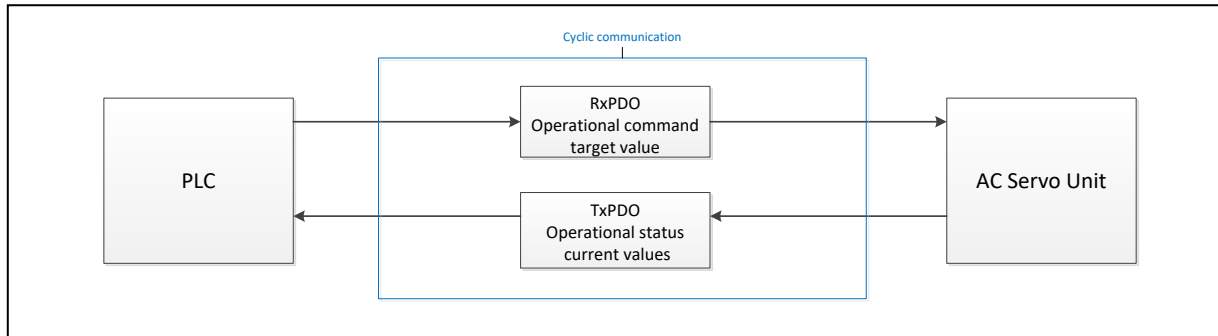 Cyclic communication
RxPDO
Operational command
target value
PLC
AC Servo Unit
TxPDO
Operational status
current values